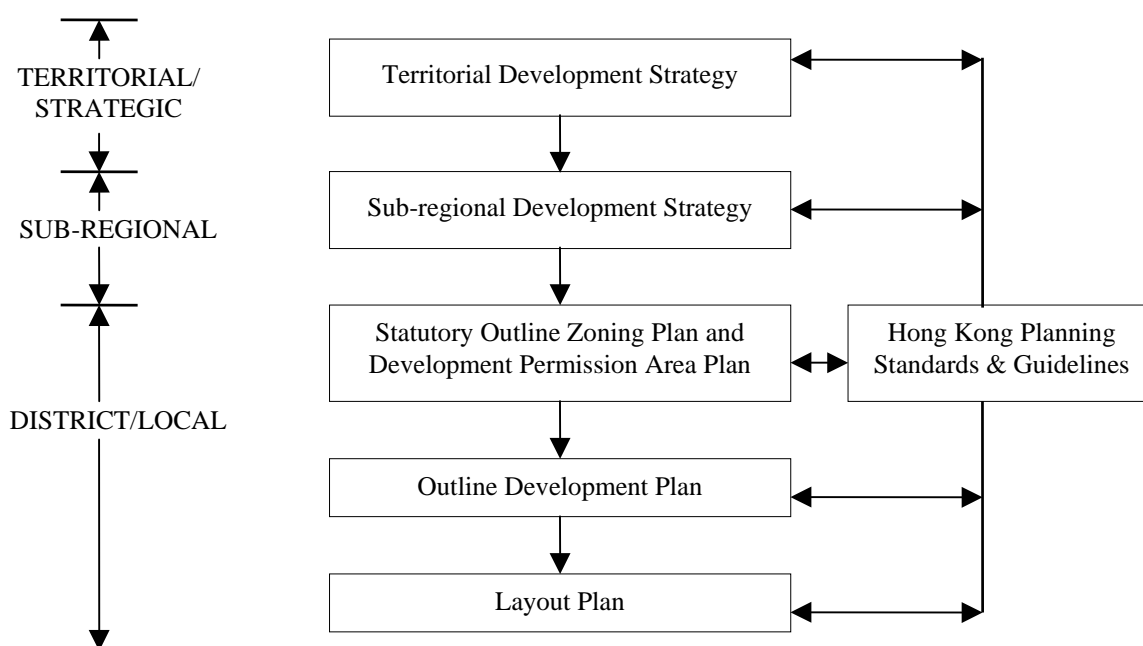 TERRITORIAL/
STRATEGIC
SUB-REGIONAL
DISTRICT/LOCAL
Territorial Development Strategy
Sub-regional Development Strategy
Statutory Outline Zoning Plan and
Development Permission Area Plan
Outline Development Plan
Layout Plan
Hong Kong Planning
Standards & Guidelines